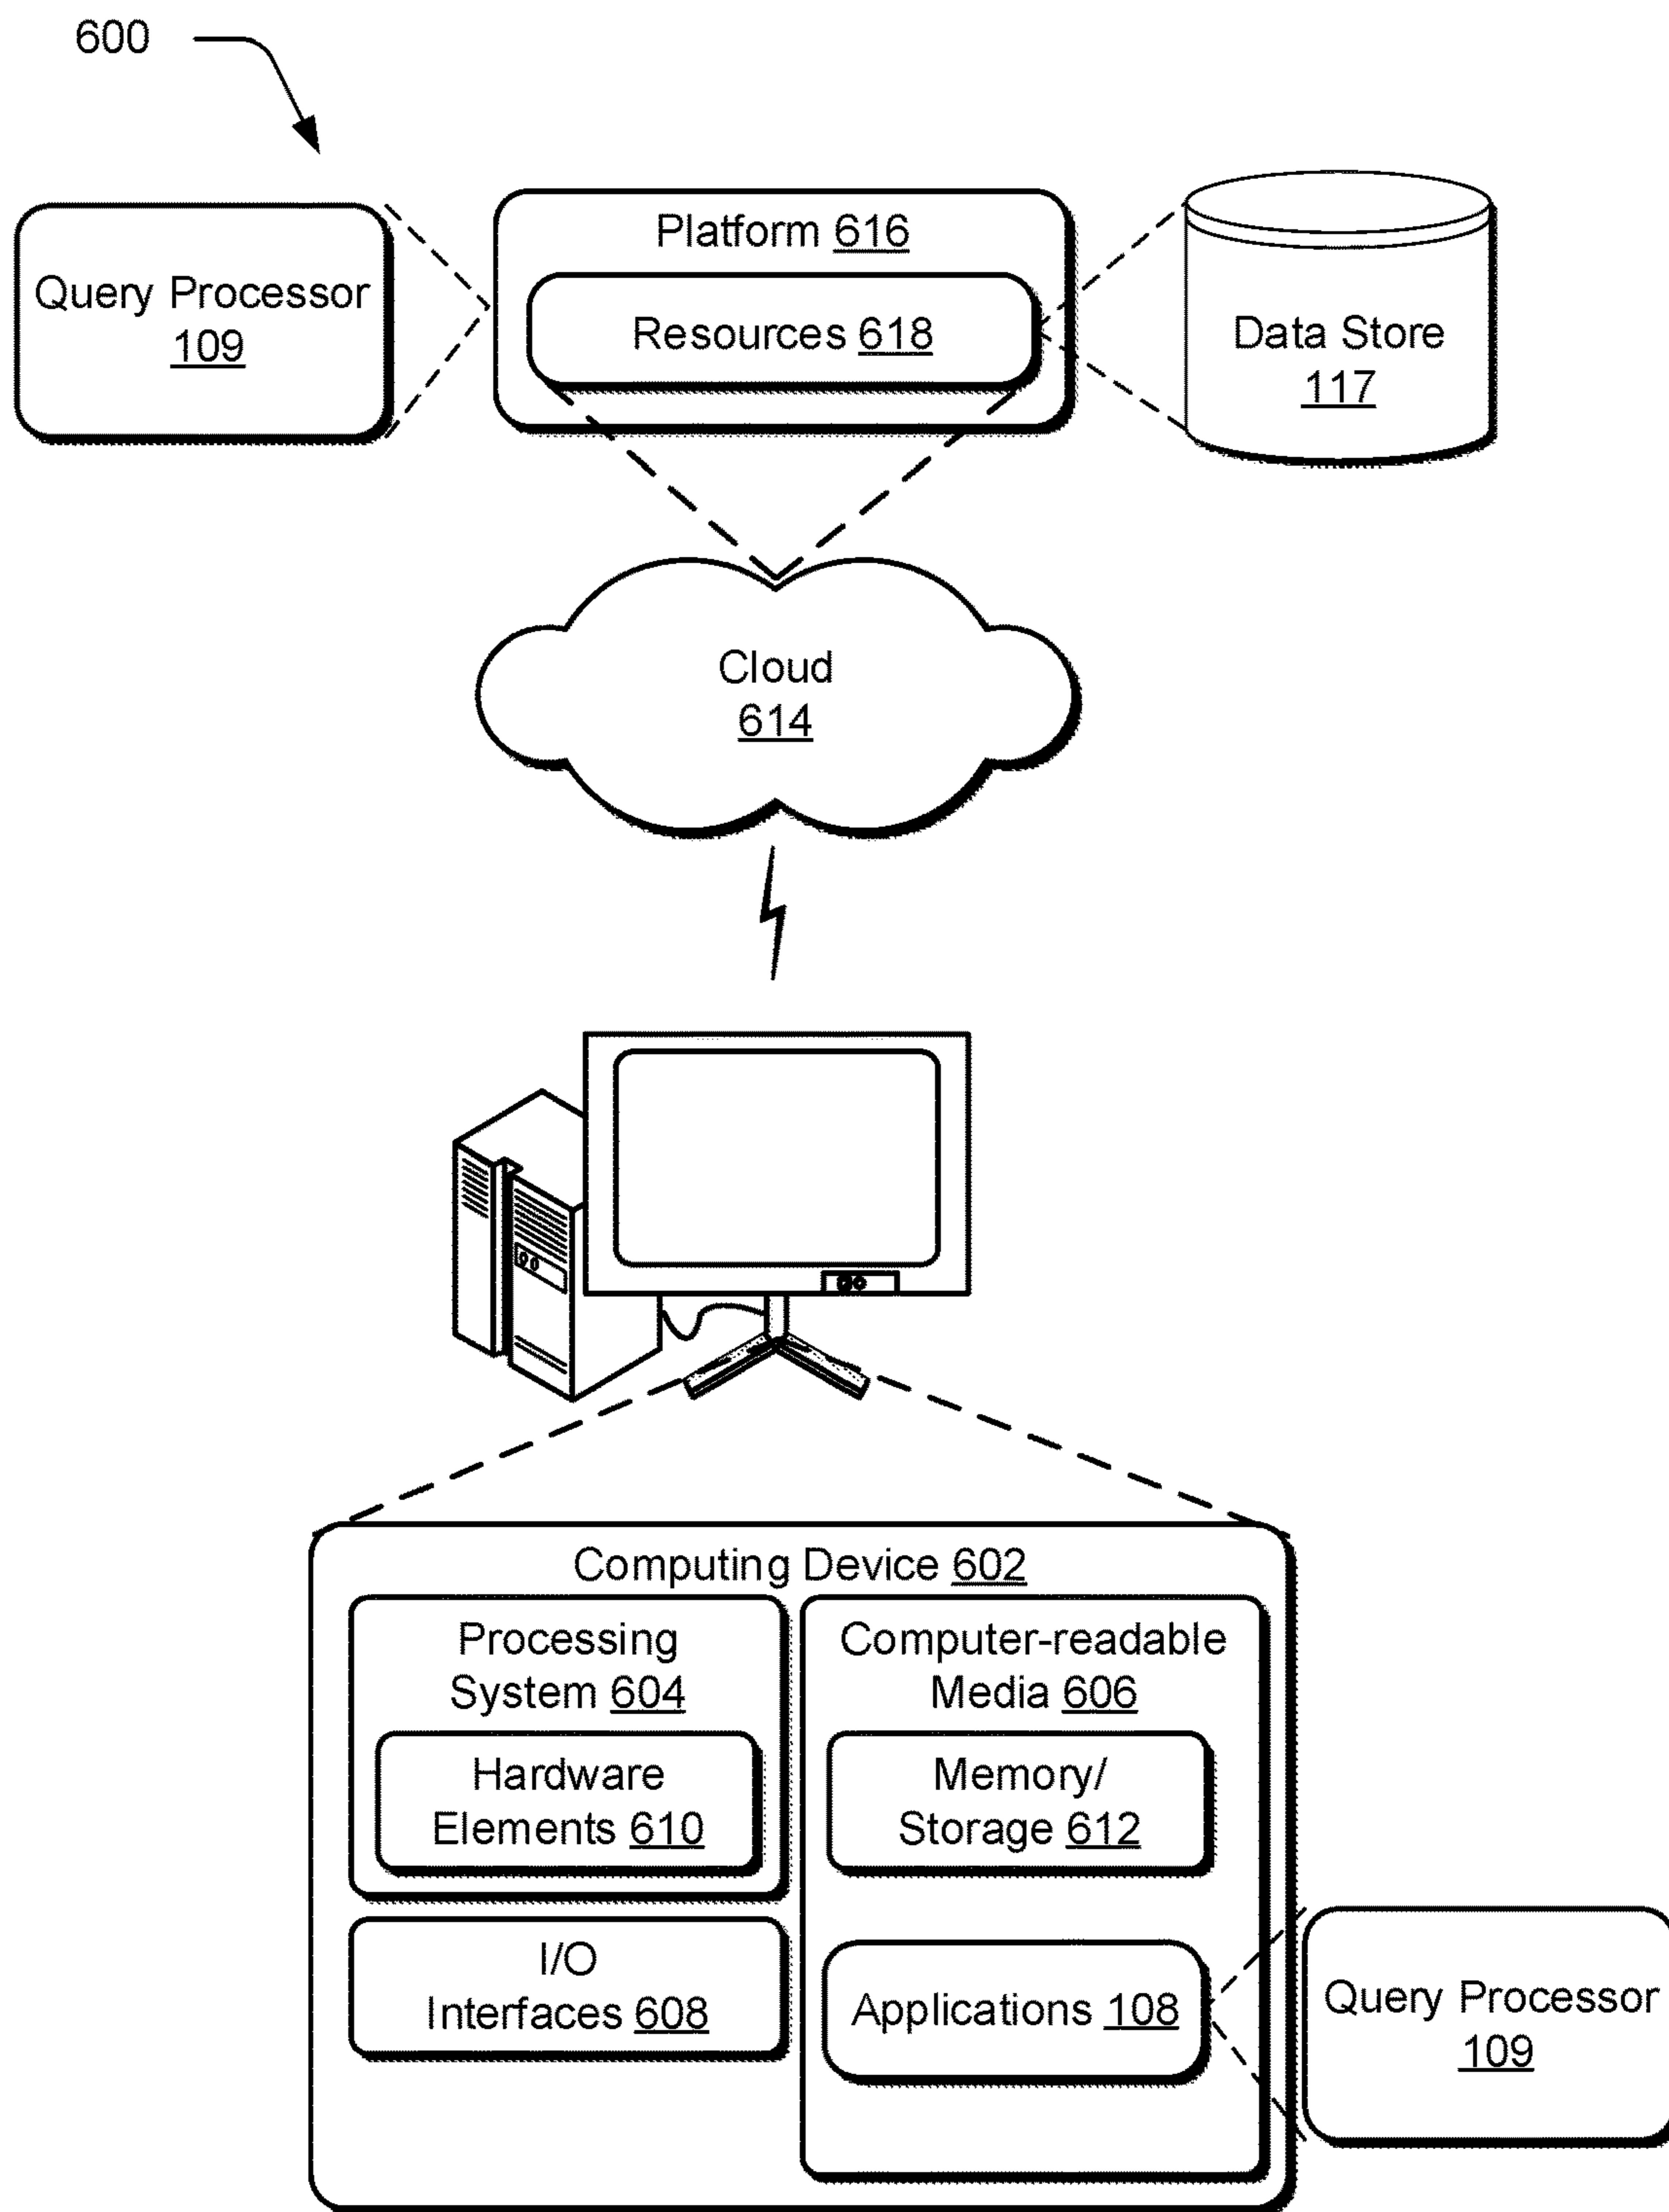 600
Platform 616
Query Processor
109
Resources 618
Data Store
117
Cloud
614
Computing Device 602
Processing
System 604
Hardware
Elements 610
I/O
Interfaces 608
Computer-readable
Media 606
Memory/
Storage 612
Applications 108
Query Processor
109